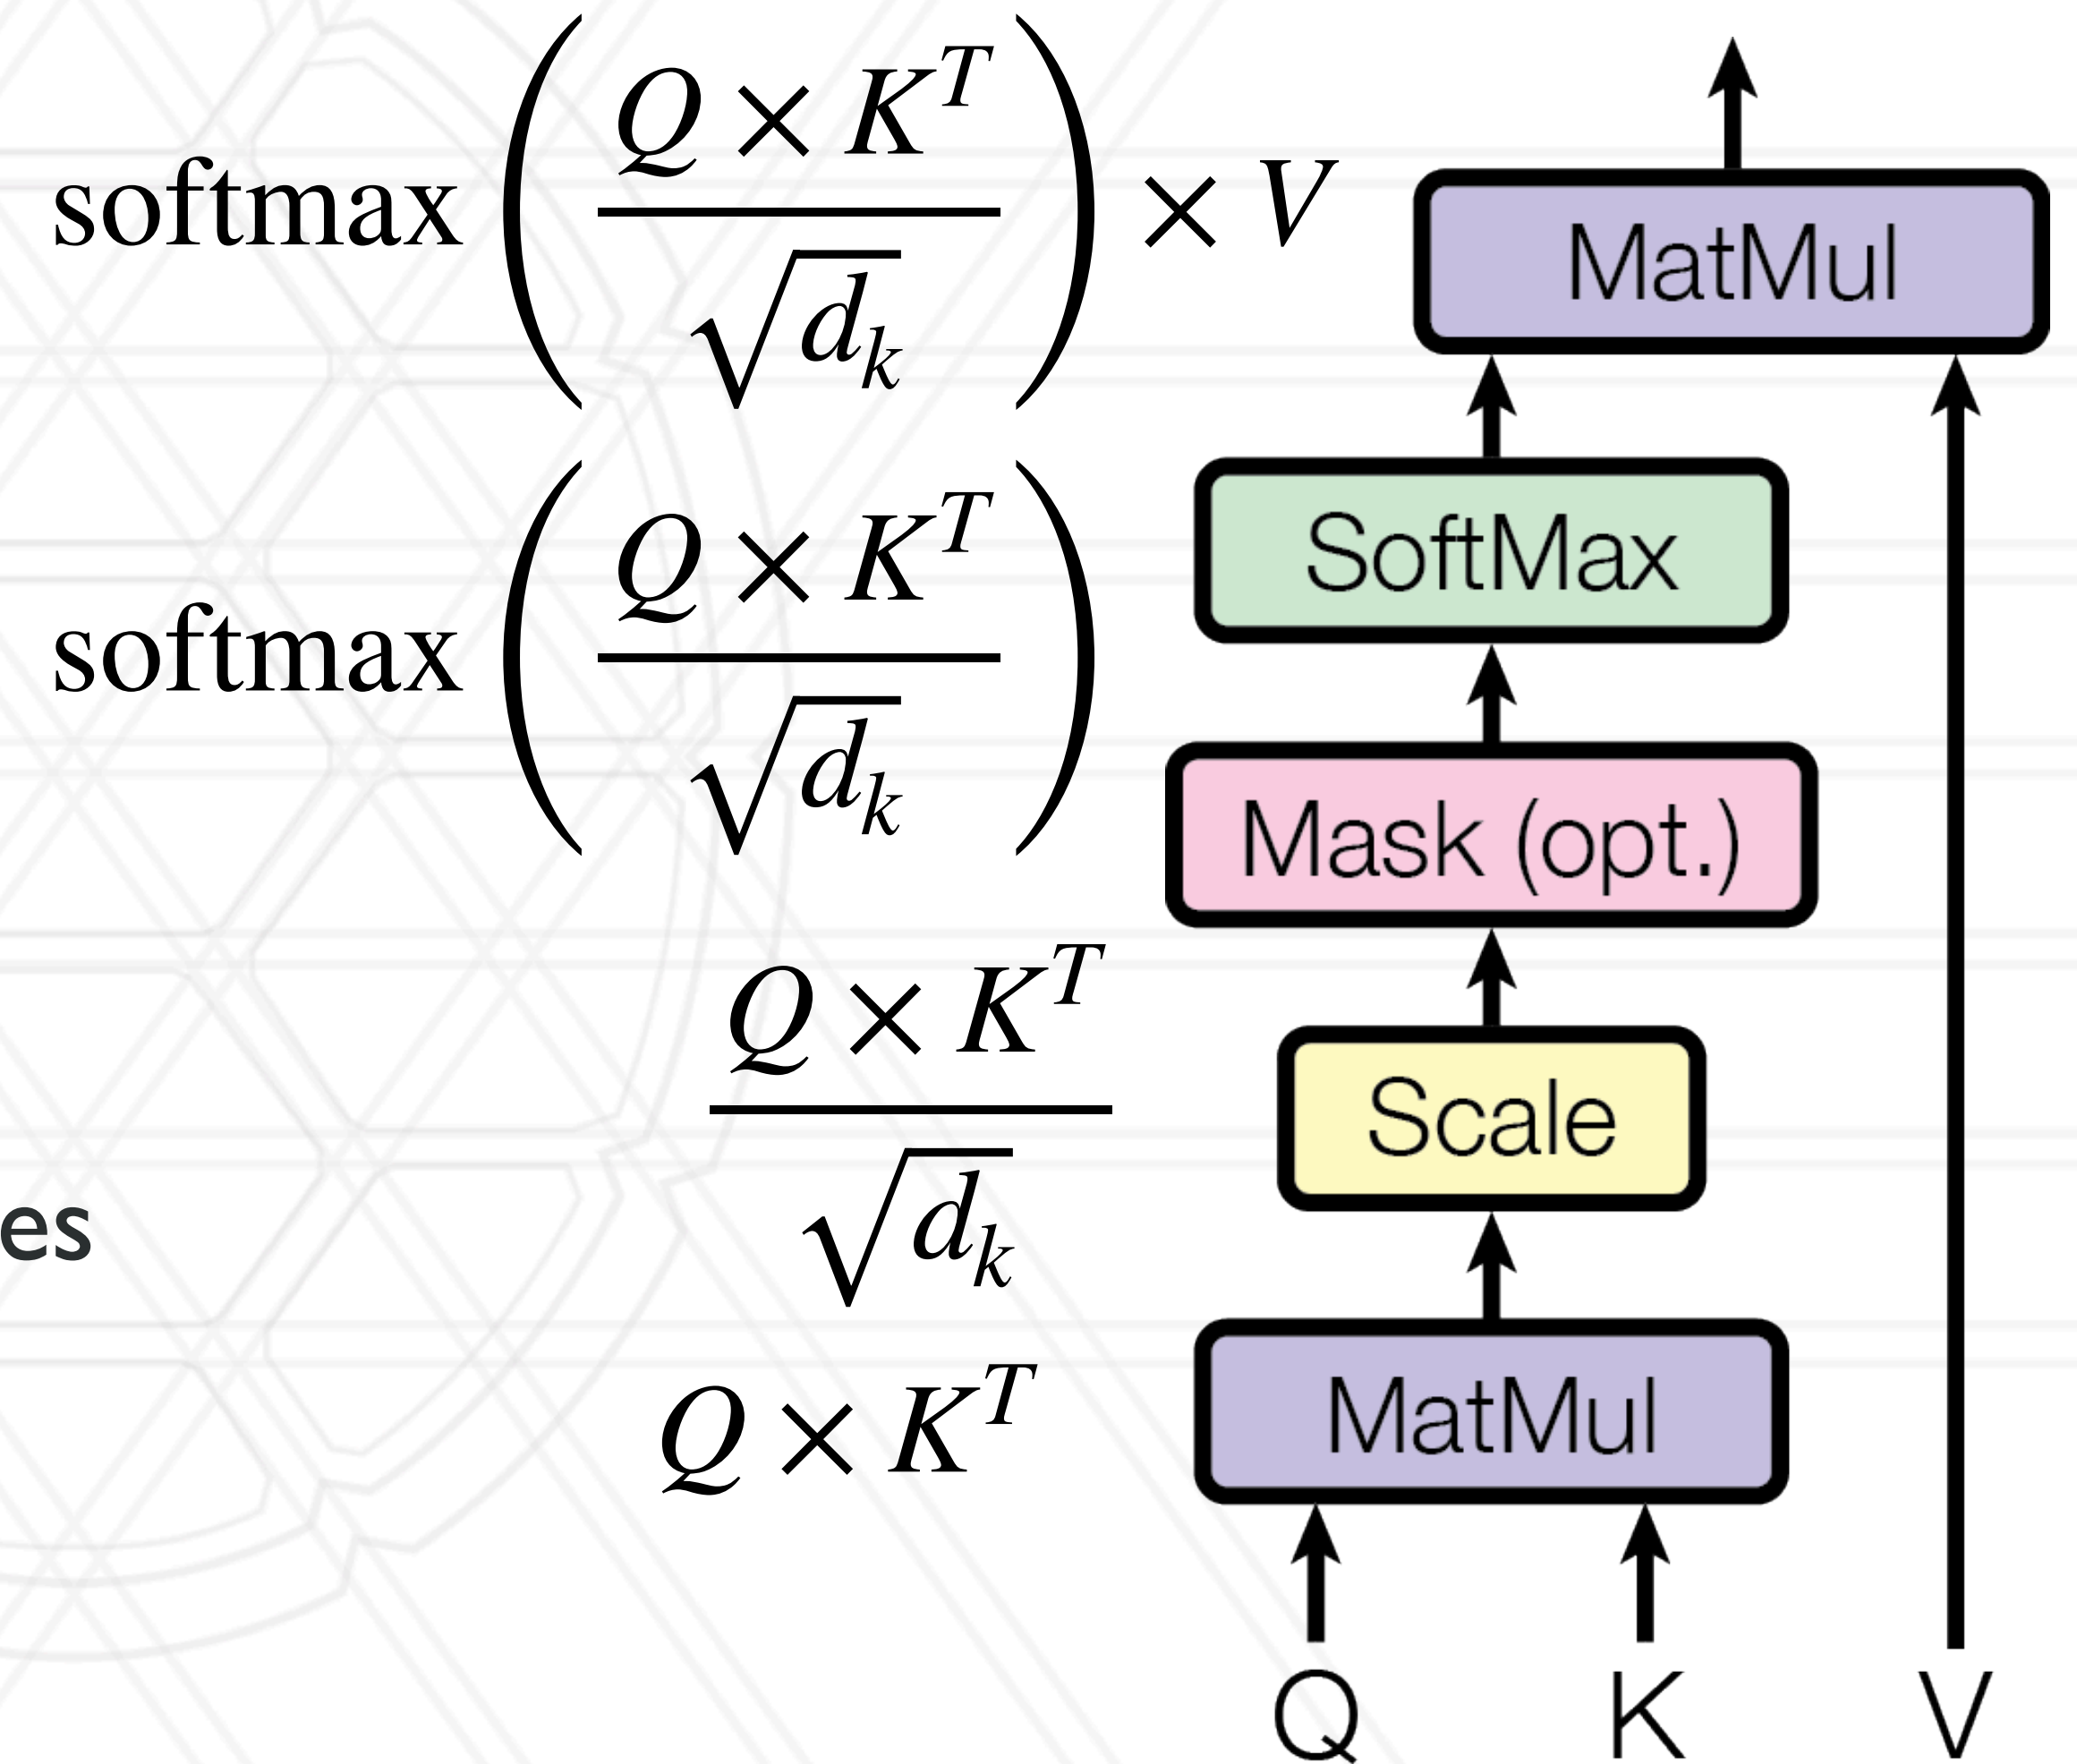 softmax (Q × K^T / √d_k) × V
MatMul
softmax (Q × K^T / √d_k)
SoftMax
Mask (opt.)
Q × K^T / √d_k
Scale
es
Q × K^T
MatMul
Q K V